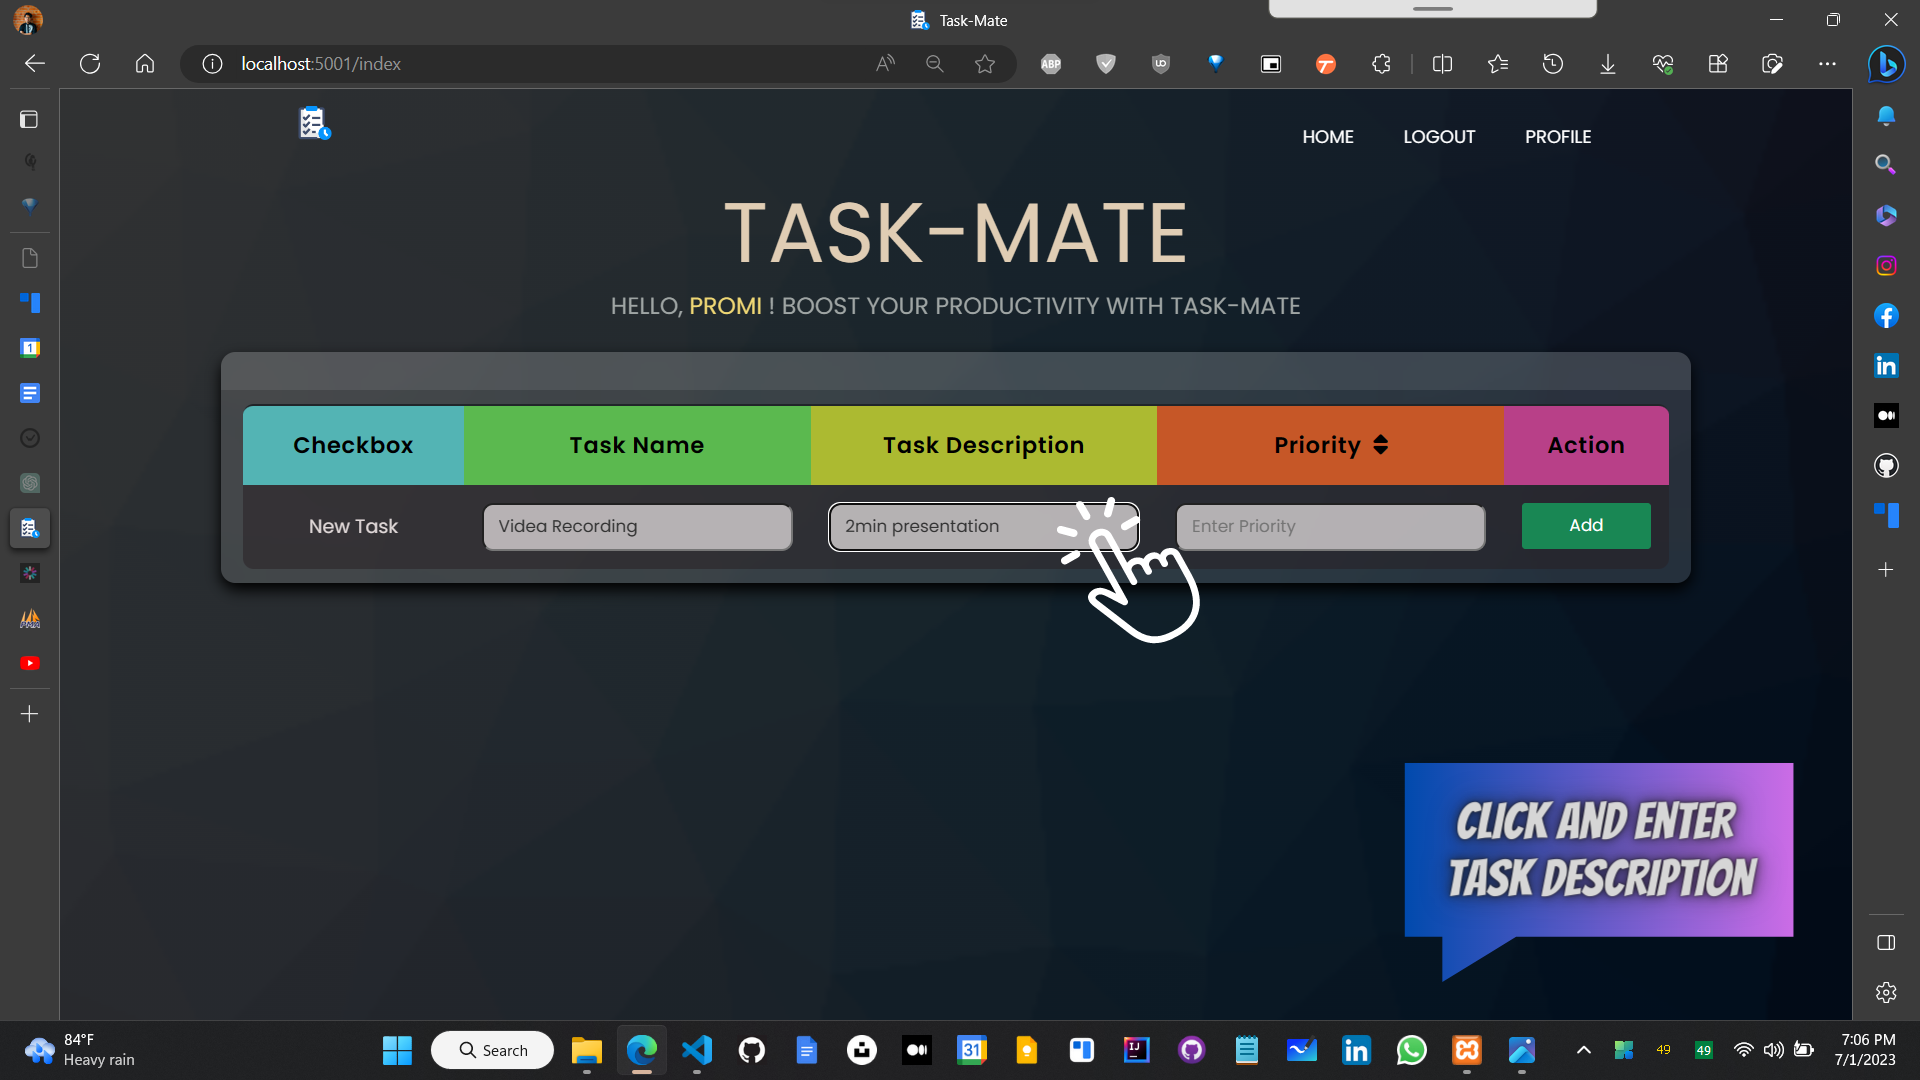 Task-Mate
localhost:5001/index
ABP
HOME
LOGOUT
PROFILE
TASK-MATE
HELLO, PROMI ! BOOST YOUR PRODUCTIVITY WITH TASK-MATE
Checkbox
Task Name
Task Description
Priority
Action
New Task
Videa Recording
2min presentation
Enter Priority
Add
CLICK AND ENTER
TASK DESCRIPTION
84°F
Heavy rain
Search
31
49
49
7:06 PM
7/1/2023